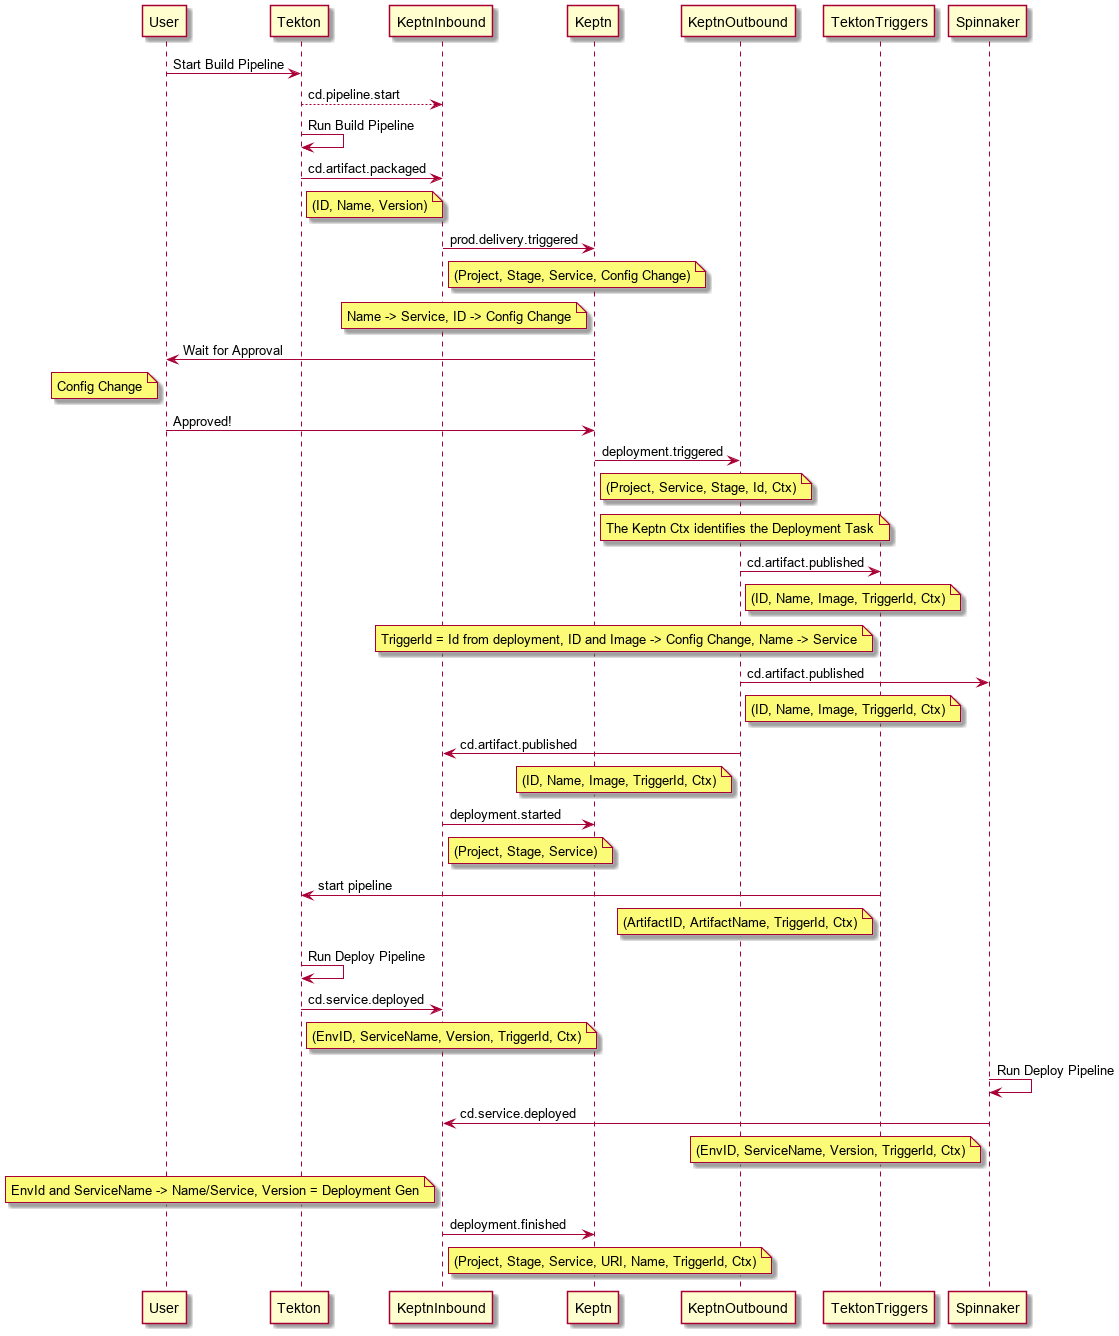 User Tekton KeptnInbound Keptn KeptnOutbound TektonTriggers Spinnaker
Start Build Pipeline
cd.pipeline.start
Run Build Pipeline
cd.artifact.packaged
(ID, Name, Version)
prod.delivery.triggered
(Project, Stage, Service, Config Change)
Name -> Service, ID -> Config Change
Wait for Approval
Config Change
Approved!
deployment.triggered
(Project, Service, Stage, Id, Ctx)
The Keptn Ctx identifies the Deployment Task
cd.artifact.published
(ID, Name, Image, TriggerId, Ctx)
TriggerId = Id from deployment, ID and Image -> Config Change, Name -> Service
cd.artifact.published
(ID, Name, Image, TriggerId, Ctx)
cd.artifact.published
(ID, Name, Image, TriggerId, Ctx)
deployment.started
(Project, Stage, Service)
start pipeline
(ArtifactID, ArtifactName, TriggerId, Ctx)
Run Deploy Pipeline
cd.service.deployed
(EnvID, ServiceName, Version, TriggerId, Ctx)
Run Deploy Pipeline
cd.service.deployed
(EnvID, ServiceName, Version, TriggerId, Ctx)
EnvId and ServiceName -> Name/Service, Version = Deployment Gen
deployment.finished
(Project, Stage, Service, URI, Name, TriggerId, Ctx)
User Tekton KeptnInbound Keptn KeptnOutbound TektonTriggers Spinnaker